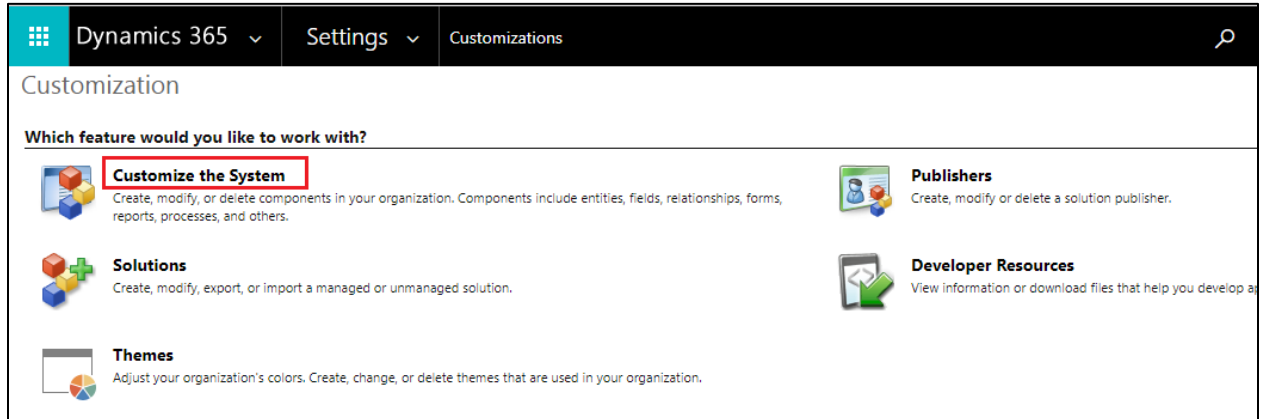 Dynamics 365
Settings
Customizations
Customization
Which feature would you like to work with?
Customize the System
Create, modify, or delete components in your organization. Components include entities, fields, relationships, forms,
reports, processes, and others.
Publishers
Create, modify or delete a solution publisher.
Solutions
Create, modify, export, or import a managed or unmanaged solution.
Developer Resources
View information or download files that help you develop
Themes
Adjust your organization's colors. Create, change, or delete themes that are used in your organization.